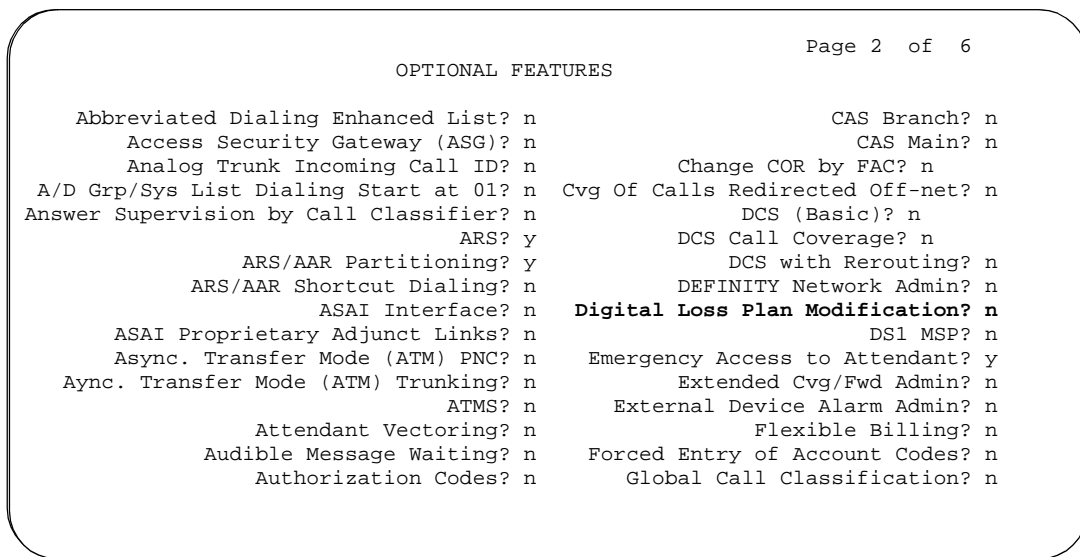 Page 2 of 6
OPTIONAL FEATURES
Abbreviated Dialing Enhanced List? n CAS Branch? n
Access Security Gateway (ASG)? n CAS Main? n
Analog Trunk Incoming Call ID? n Change COR by FAC? n
A/D Grp/Sys List Dialing Start at 01? n Cvg Of Calls Redirected Off-net? n
Answer Supervision by Call Classifier? n DCS (Basic)? n
ARS? y DCS Call Coverage? n
ARS/AAR Partitioning? y DCS with Rerouting? n
ARS/AAR Shortcut Dialing? n DEFINITY Network Admin? n
ASAI Interface? n Digital Loss Plan Modification? n
ASAI Proprietary Adjunct Links? n DS1 MSP? n
Async. Transfer Mode (ATM) PNC? n Emergency Access to Attendant? y
Aync. Transfer Mode (ATM) Trunking? n Extended Cvg/Fwd Admin? n
ATMS? n External Device Alarm Admin? n
Attendant Vectoring? n Flexible Billing? n
Audible Message Waiting? n Forced Entry of Account Codes? n
Authorization Codes? n Global Call Classification? n